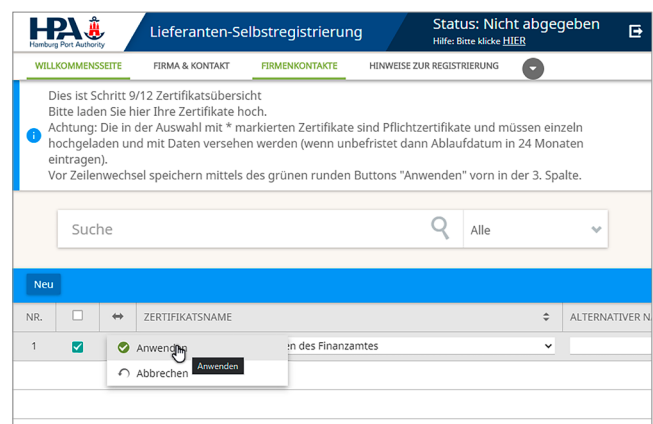 HPA
Hamburg Port Authority
Lieferanten-Selbstregistrierung
Status: Nicht abgegeben
Hilfe: Bitte klicke HIER
WILLKOMMENSSEITE FIRMA & KONTAKT FIRMENKONTAKTE HINWEISE ZUR REGISTRIERUNG
Dies ist Schritt 9/12 Zertifikatsübersicht
Bitte laden Sie hier Ihre Zertifikate hoch.
Achtung: Die in der Auswahl mit * markierten Zertifikate sind Pflichtzertifikate und müssen einzeln
hochgeladen und mit Daten versehen werden (wenn unbefristet dann Ablaufdatum in 24 Monaten
eintragen).
Vor Zeilenwechsel speichern mittels des grünen runden Buttons "Anwenden" vorn in der 3. Spalte.
Suche Alle
Neu
NR. ZERTIFIKATSNAME ALTERNATIVER
1 Anwenden des Finanzamtes
Anwenden
Abbrechen